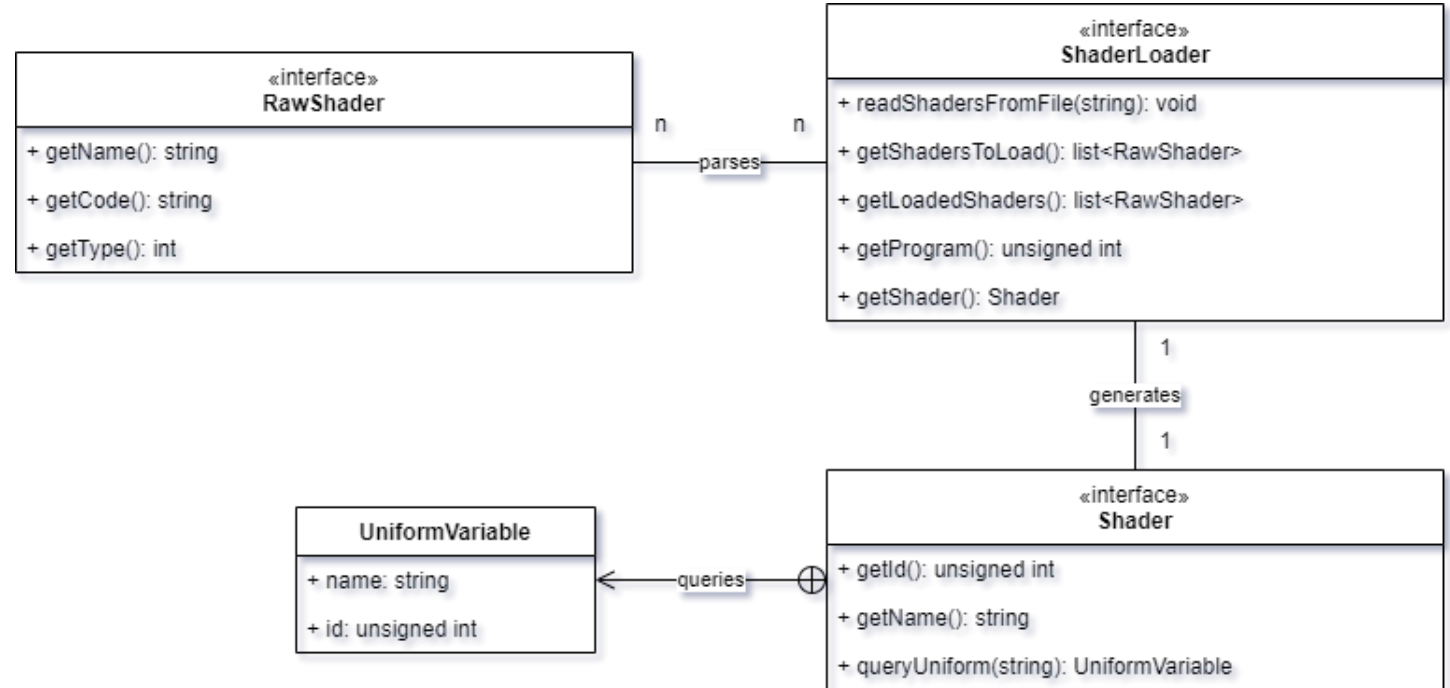 «interface»
RawShader
+ getName(): string
+ getCode(): string
+ getType(): int
n
n
parses
«interface»
ShaderLoader
+ readShadersFromFile(string): void
+ getShadersToLoad(): list<RawShader>
+ getLoadedShaders(): list<RawShader>
+ getProgram(): unsigned int
+ getShader(): Shader
1
generates
1
UniformVariable
+ name: string
+ id: unsigned int
queries
«interface»
Shader
+ getId(): unsigned int
+ getName(): string
+ queryUniform(string): UniformVariable